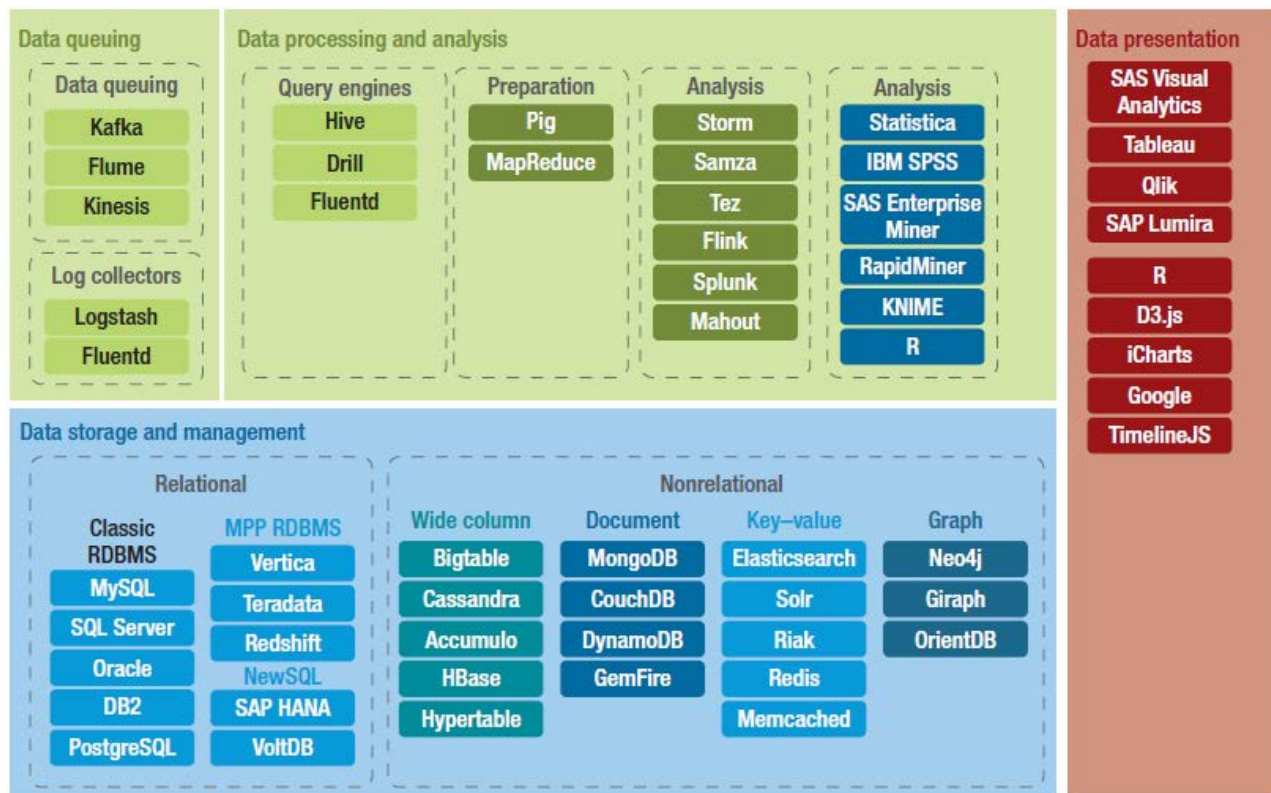 Data queuing
Data queuing
Kafka
Flume
Kinesis
Log collectors
Logstash
Fluentd
Data processing and analysis
Query engines
Hive
Drill
Fluentd
Preparation
Pig
MapReduce
Analysis
Storm
Samza
Tez
Flink
Splunk
Mahout
Analysis
Statistica
IBM SPSS
SAS Enterprise
Miner
RapidMiner
KNIME
R
Data presentation
SAS Visual
Analytics
Tableau
Qlik
SAP Lumira
R
D3.js
iCharts
Google
TimelineJS
Data storage and management
Relational
Classic
RDBMS
MySQL
SQL Server
Oracle
DB2
PostgreSQL
MPP RDBMS
Vertica
Teradata
Redshift
NewSQL
SAP HANA
VoltDB
Nonrelational
Wide column
Bigtable
Cassandra
Accumulo
HBase
Hypertable
Document
MongoDB
CouchDB
DynamoDB
GemFire
Key–value
Elasticsearch
Solr
Riak
Redis
Memcached
Graph
Neo4j
Giraph
OrientDB